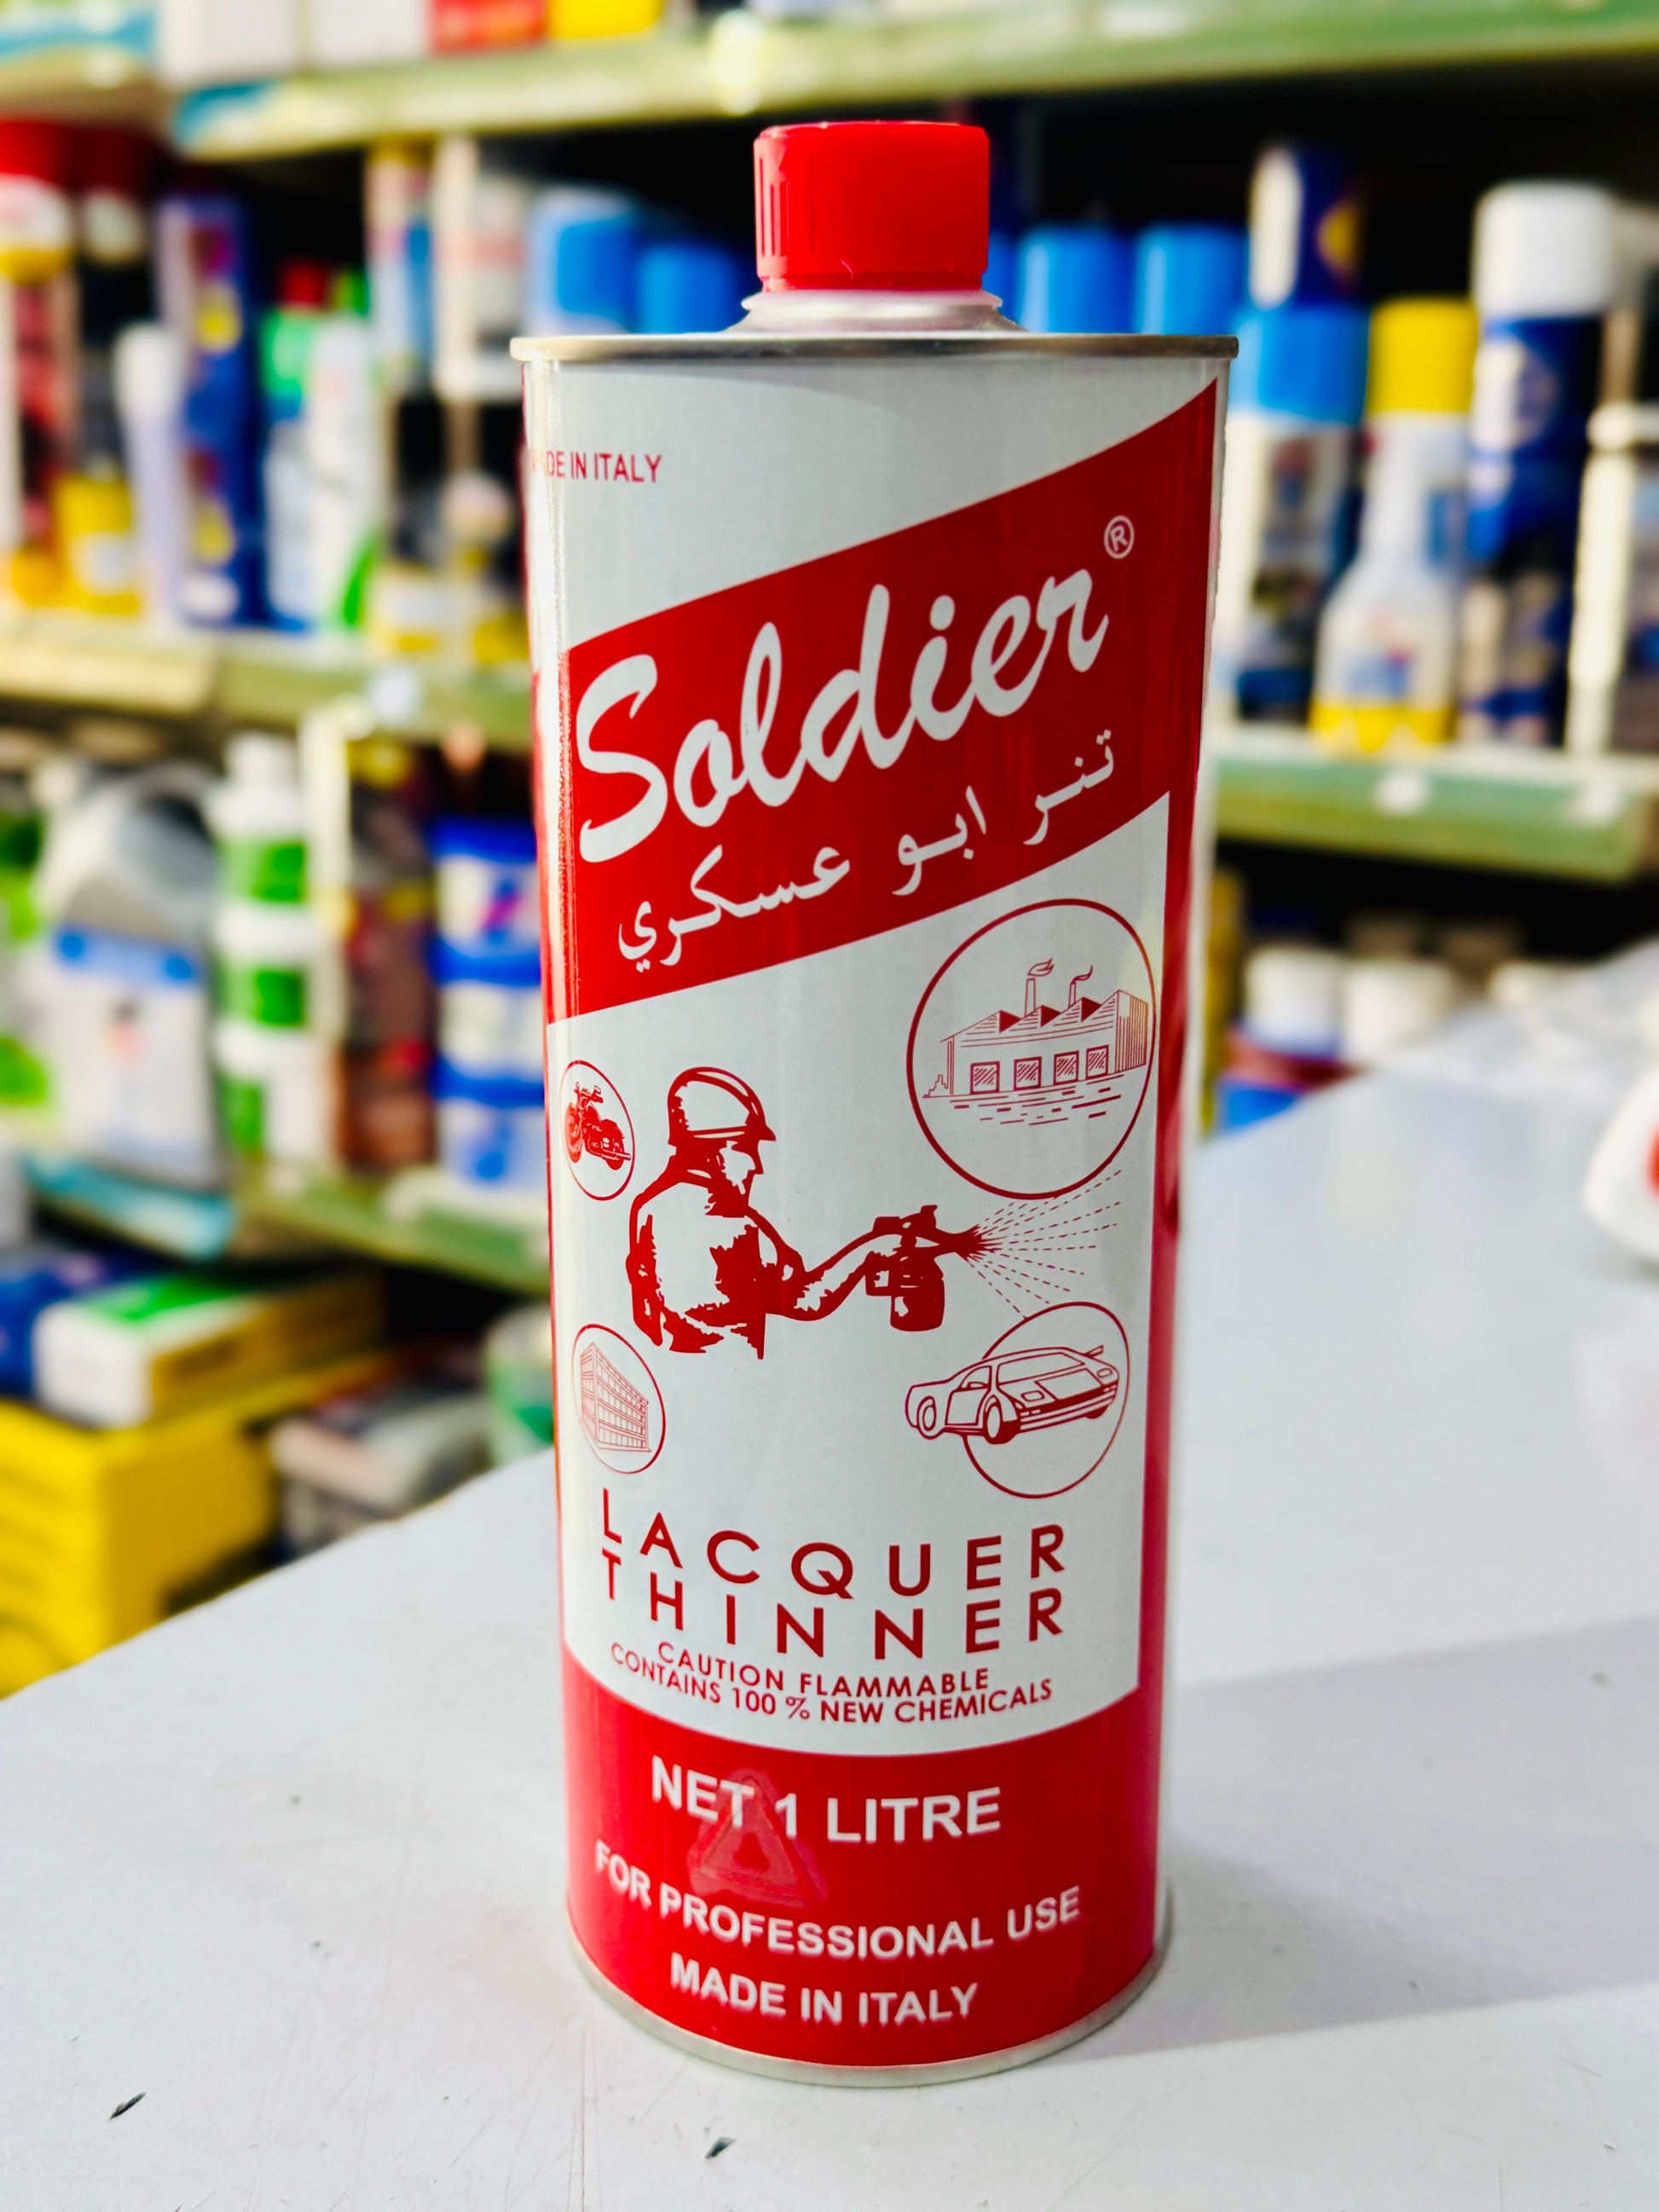 MADE IN ITALY
Soldier®
تنر ابو عسكري
LACQUER
THINNER
CAUTION FLAMMABLE
CONTAINS 100 % NEW CHEMICALS
NET 1 LITRE
FOR PROFESSIONAL USE
MADE IN ITALY